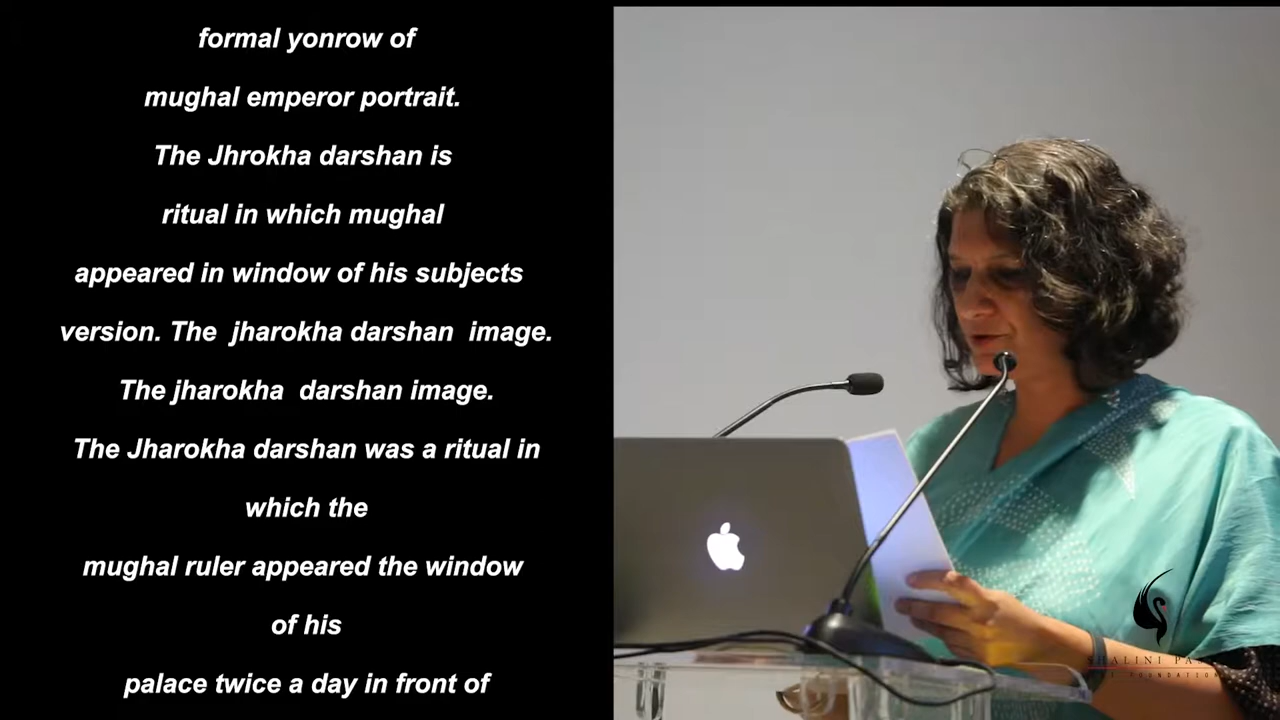 formal yonrow of
mughal emperor portrait.
The Jhrokha darshan is
ritual in which mughal
appeared in window of his subjects
version. The jharokha darshan image.
The jharokha darshan image.
The Jharokha darshan was a ritual in
which the
mughal ruler appeared the window
of his
palace twice a day in front of